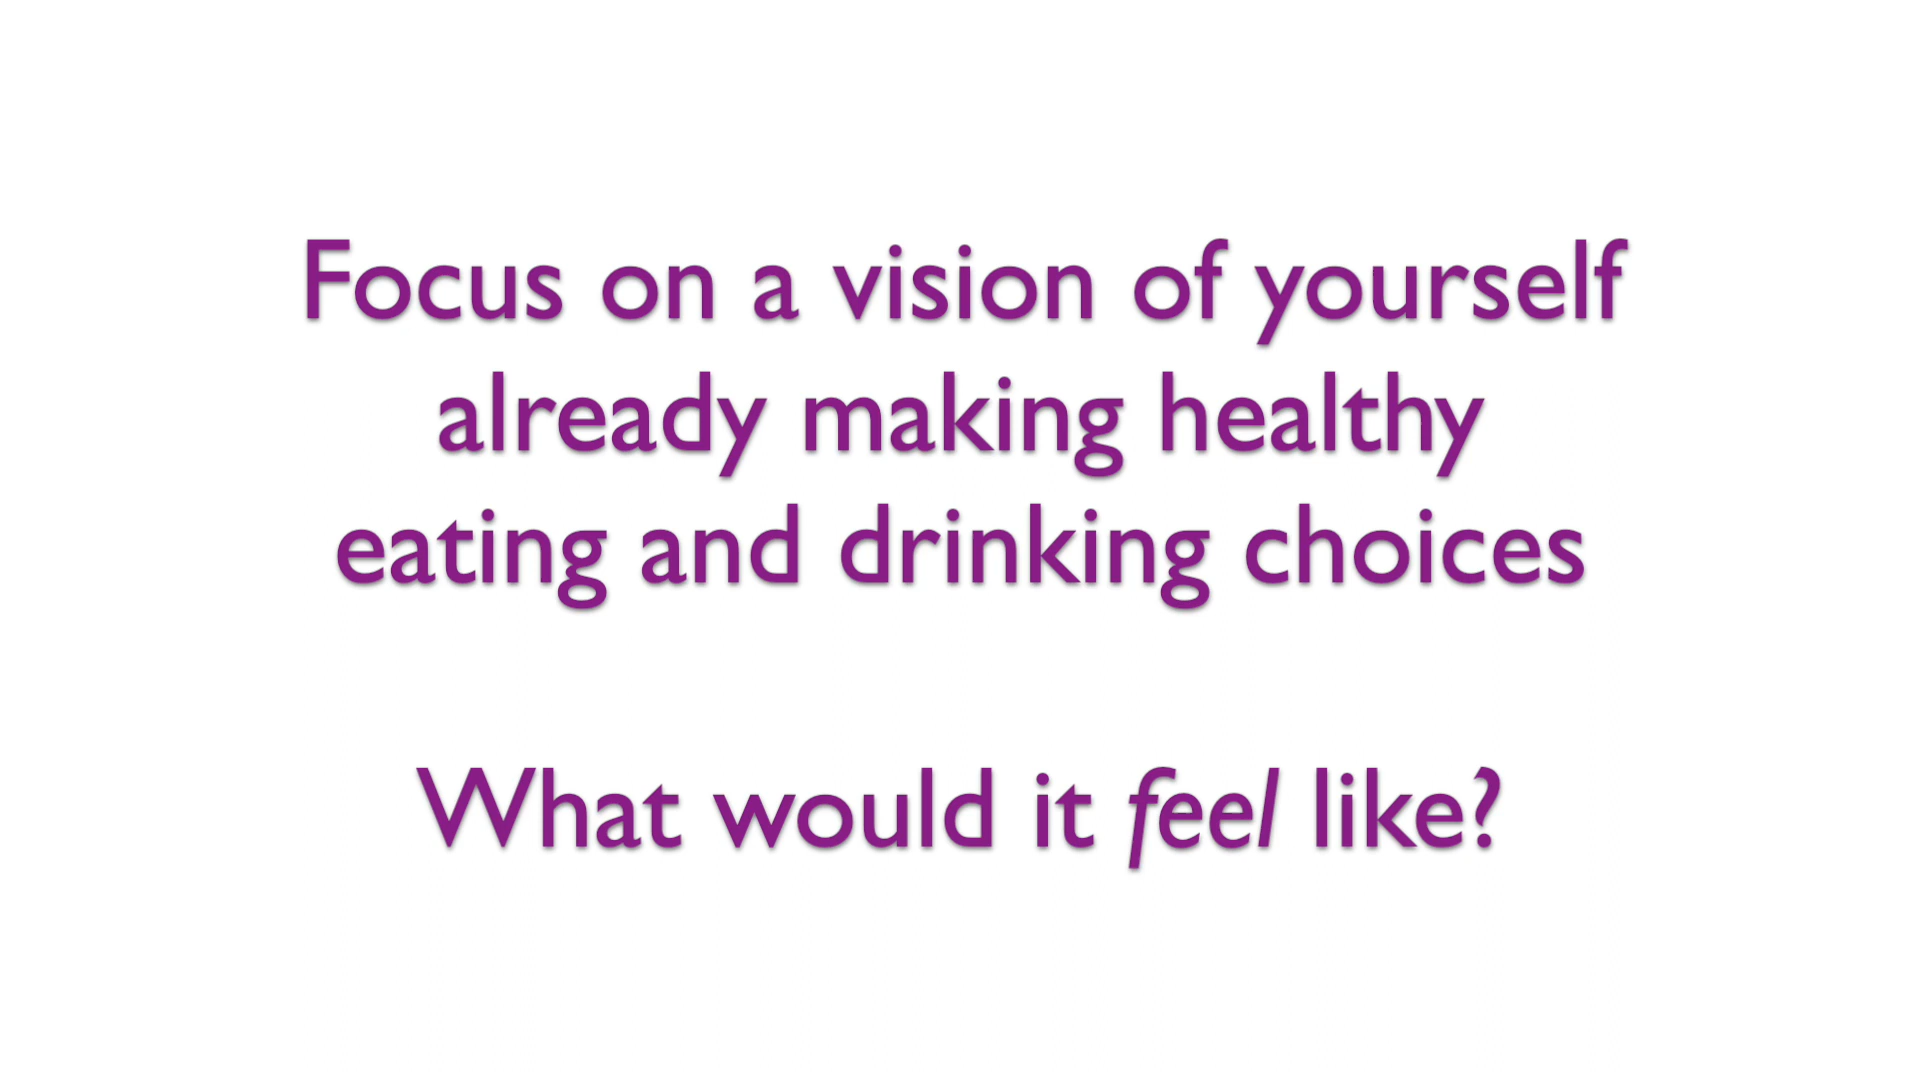 Focus on a vision of yourself
already making healthy
eating and drinking choices
What would it feel like?